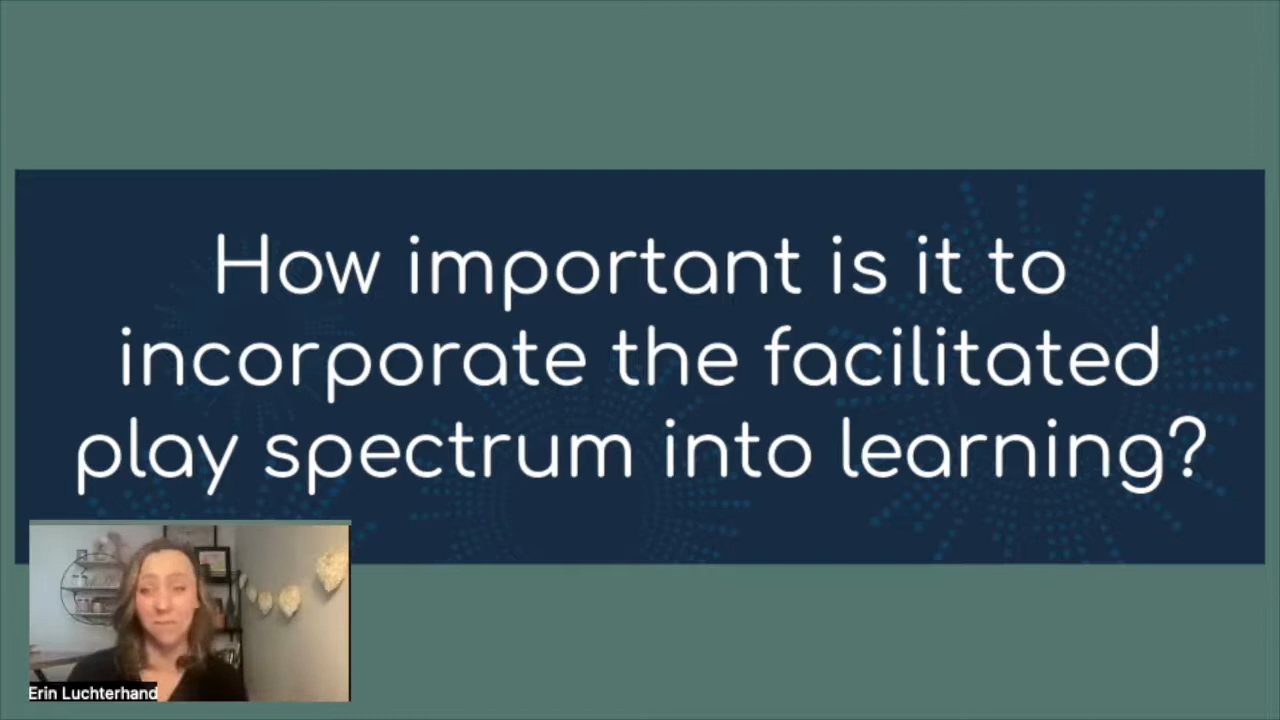 How important is it to
incorporate the facilitated
play spectrum into learning?
Erin Luchterhand